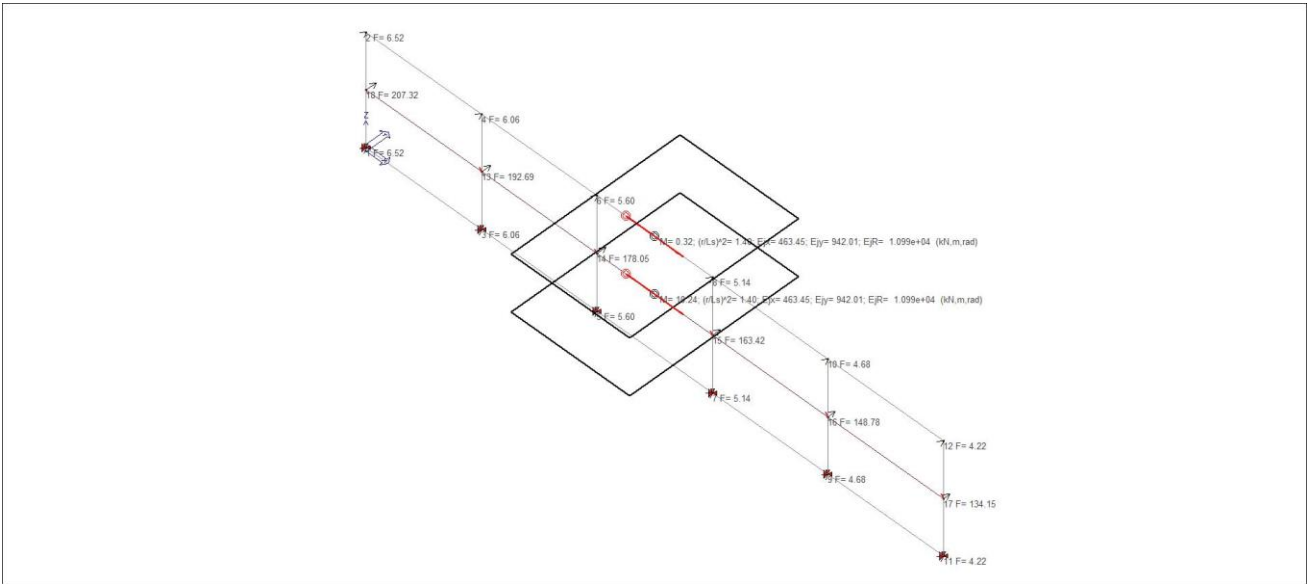 2 F= 6.52
18 F= 207.32
Z
1 F= 6.52
4 F= 6.06
13 F= 192.69
3 F= 6.06
6 F= 5.60
M= 0.32; (r/Ls)^2= 1.40; Ejx= 463.45; Ejy= 942.01; EjR= 1.099e+04 (kN,m,rad)
14 F= 178.05
8 F= 5.14
(r/Ls)^2= 1.40; Ejx= 463.45; Ejy= 942.01; EjR= 1.099e+04 (kN,m,rad)
5 F= 5.60
15 F= 163.42
10 F= 4.68
7 F= 5.14
16 F= 148.78
12 F= 4.22
9 F= 4.68
17 F= 134.15
11 F= 4.22